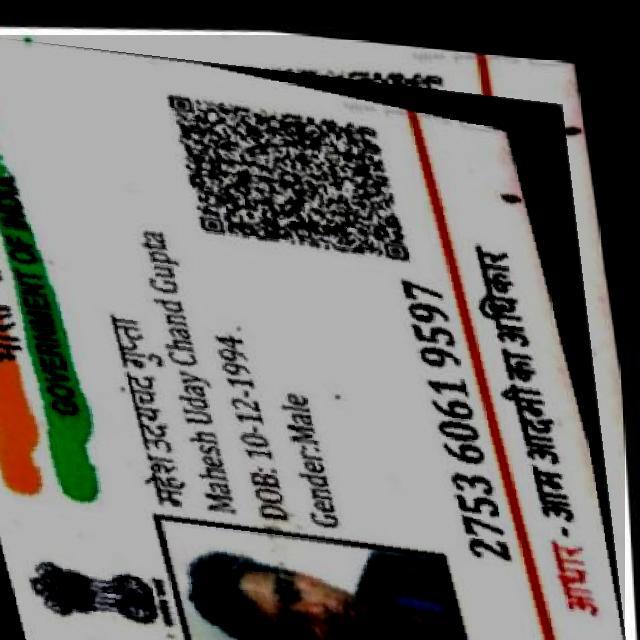 GOVERNMENT OF INDIA
महेश उदयचंद गुप्ता
Mahesh Uday Chand Gupta
DOB: 10-12-1994
Gender:Male
2753 6061 9597
आधार - आम आदमी का अधिकार